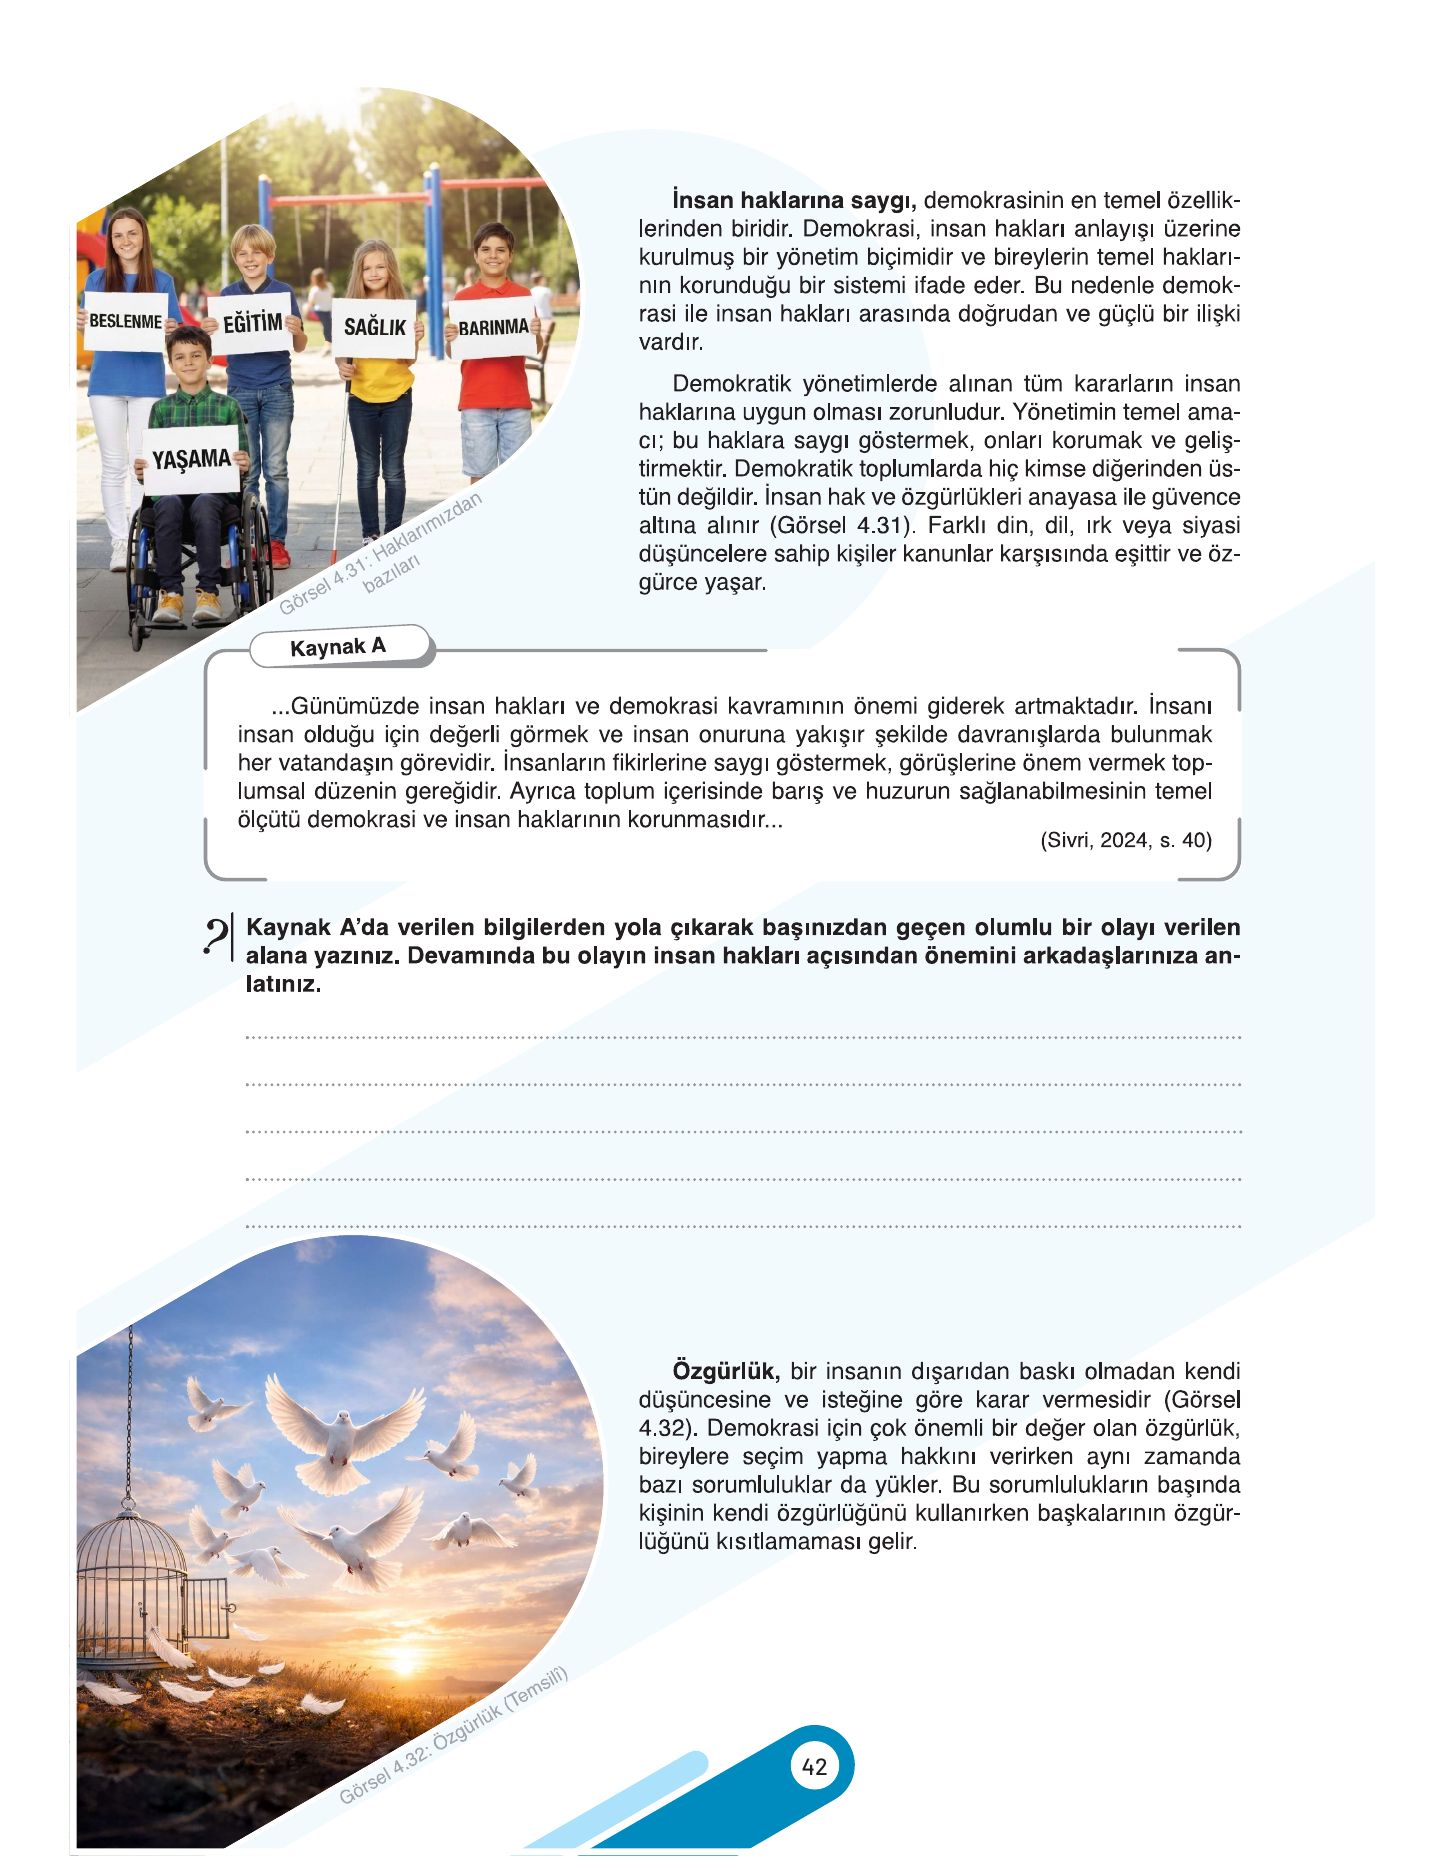 BESLENME
EĞİTİM
SAĞLIK
BARINMA
YAŞAMA
Görsel 4.31: Haklarımızdan
bazıları
İnsan haklarına saygı, demokrasinin en temel özellik-
lerinden biridir. Demokrasi, insan hakları anlayışı üzerine
kurulmuş bir yönetim biçimidir ve bireylerin temel hakları-
nın korunduğu bir sistemi ifade eder. Bu nedenle demok-
rasi ile insan hakları arasında doğrudan ve güçlü bir ilişki
vardır.
Demokratik yönetimlerde alınan tüm kararların insan
haklarına uygun olması zorunludur. Yönetimin temel ama-
cı; bu haklara saygı göstermek, onları korumak ve geliş-
tirmektir. Demokratik toplumlarda hiç kimse diğerinden üs-
tün değildir. İnsan hak ve özgürlükleri anayasa ile güvence
altına alınır (Görsel 4.31). Farklı din, dil, ırk veya siyasi
düşüncelere sahip kişiler kanunlar karşısında eşittir ve öz-
gürce yaşar.
Kaynak A
...Günümüzde insan hakları ve demokrasi kavramının önemi giderek artmaktadır. İnsanı
insan olduğu için değerli görmek ve insan onuruna yakışır şekilde davranışlarda bulunmak
her vatandaşın görevidir. İnsanların fikirlerine saygı göstermek, görüşlerine önem vermek top-
lumsal düzenin gereğidir. Ayrıca toplum içerisinde barış ve huzurun sağlanabilmesinin temel
ölçütü demokrasi ve insan haklarının korunmasıdır...
(Sivri, 2024, s. 40)
? Kaynak A’da verilen bilgilerden yola çıkarak başınızdan geçen olumlu bir olayı verilen
alana yazınız. Devamında bu olayın insan hakları açısından önemini arkadaşlarınıza an-
latınız.
Özgürlük, bir insanın dışarıdan baskı olmadan kendi
düşüncesine ve isteğine göre karar vermesidir (Görsel
4.32). Demokrasi için çok önemli bir değer olan özgürlük,
bireylere seçim yapma hakkını verirken aynı zamanda
bazı sorumluluklar da yükler. Bu sorumlulukların başında
kişinin kendi özgürlüğünü kullanırken başkalarının özgür-
lüğünü kısıtlamaması gelir.
Görsel 4.32: Özgürlük (Temsilî)
42